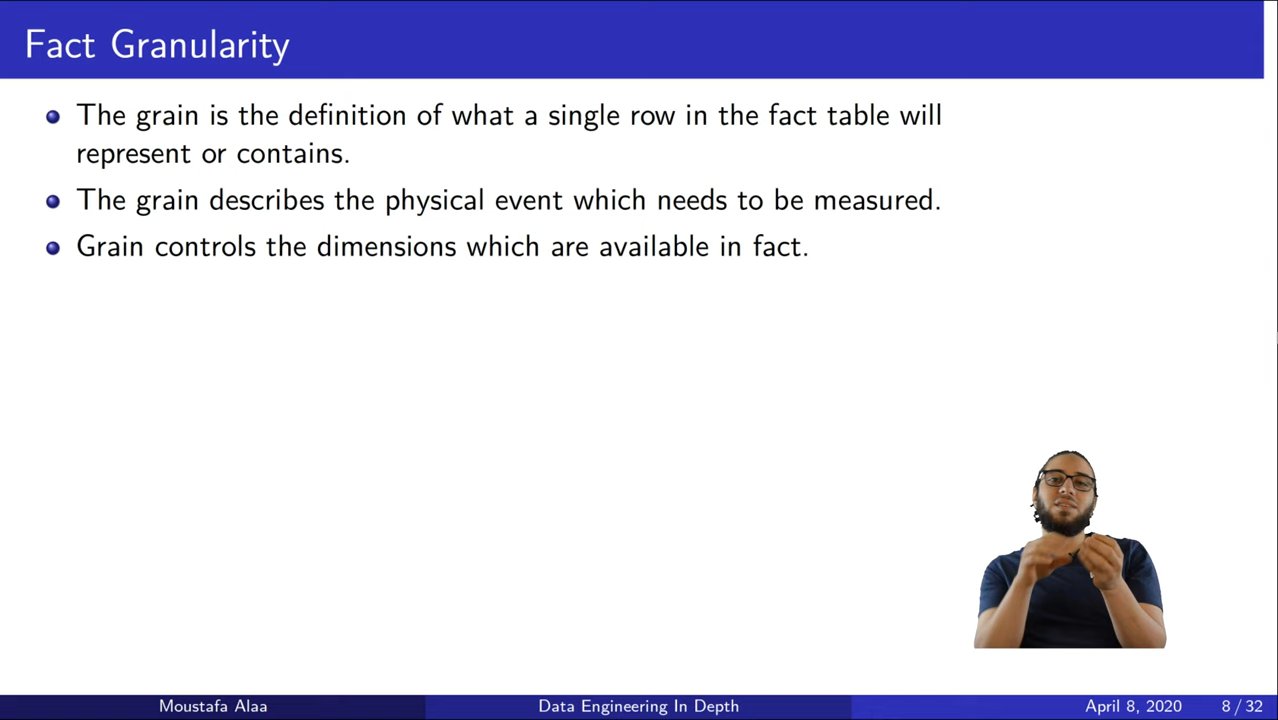 Fact Granularity
The grain is the definition of what a single row in the fact table will
represent or contains.
The grain describes the physical event which needs to be measured.
Grain controls the dimensions which are available in fact.
Moustafa Alaa
Data Engineering In Depth
April 8, 2020
8 / 32